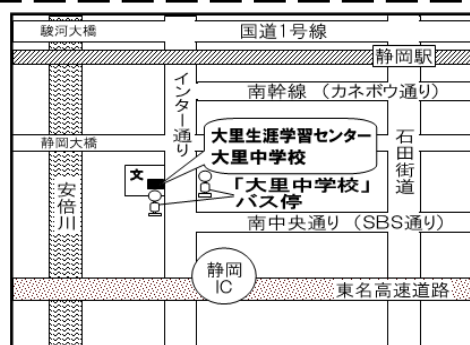 駿河大橋
国道1号線
静岡駅
インター通り
南幹線 (カネボウ通り)
静岡大橋
大里生涯学習センター
大里中学校
石田街道
文
安倍川
「大里中学校」
バス停
南中央通り (SBS通り)
静岡
IC
東名高速道路